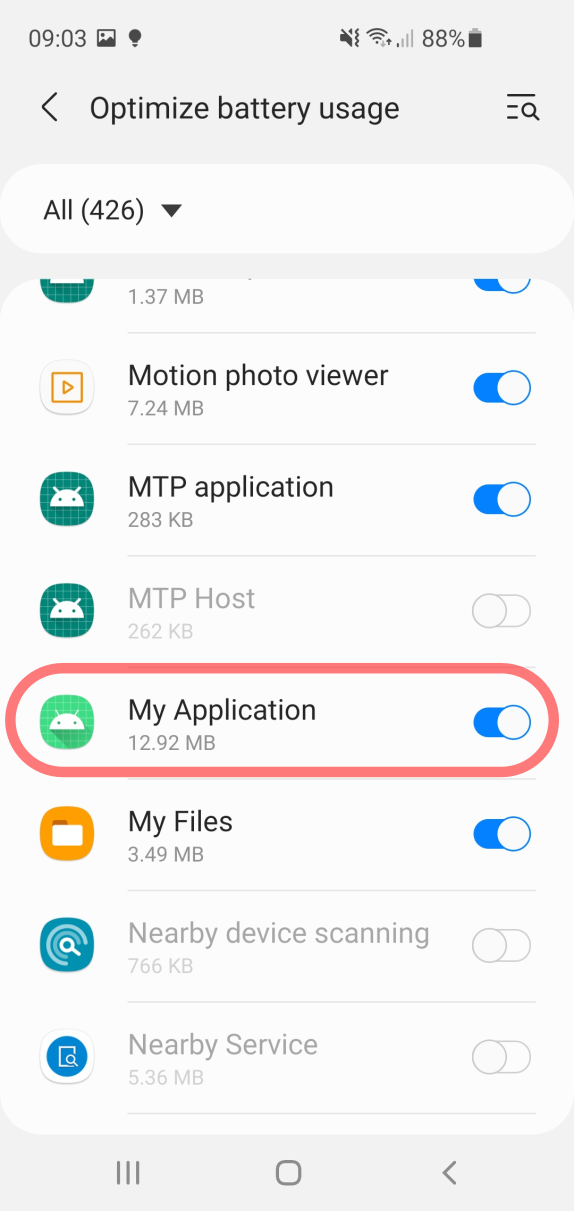 09:03
88%
Optimize battery usage
All (426)
1.37 MB
Motion photo viewer
7.24 MB
MTP application
283 KB
MTP Host
262 KB
My Application
12.92 MB
My Files
3.49 MB
Nearby device scanning
766 KB
Nearby Service
5.36 MB